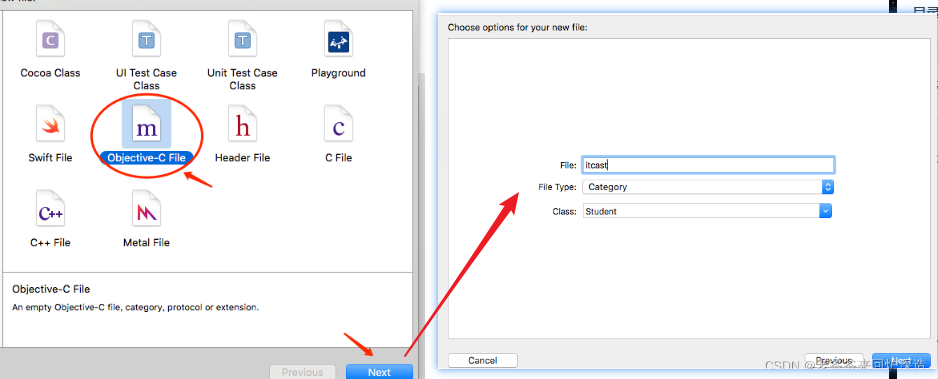 Cocoa Class
UI Test Case
Class
Unit Test Case
Class
Playground
Swift File
Objective-C File
Header File
C File
C++ File
Metal File
Objective-C File
An empty Objective-C file, category, protocol or extension.
Previous
Next
Choose options for your new file:
File:
itcast
File Type:
Category
Class:
Student
Cancel
Previous
Next